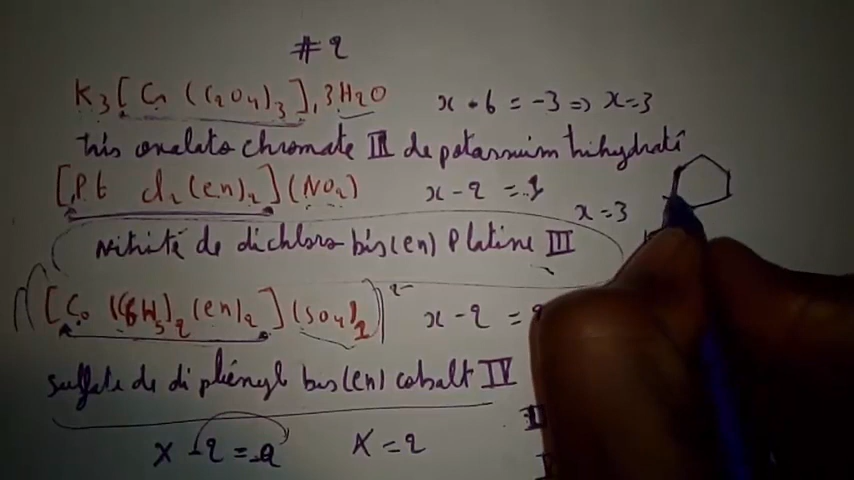 # 2
K₃[Cr (C₂O₄)₃], 3H₂O x - 6 = -3 => x=3
tris oxalato chromate III de potassium trihydraté
[Pt cl₂(en)₂](NO₂) x - 2 = 1
x = 3
Nitrité de dichloro bis(en) Platine III
[Co (C₆H₅)₂(en)₂](SO₄)₂ 2- x - 2 =
sulfate de di phényl bis(en) cobalt IV
x - 2 = -2 X = 2